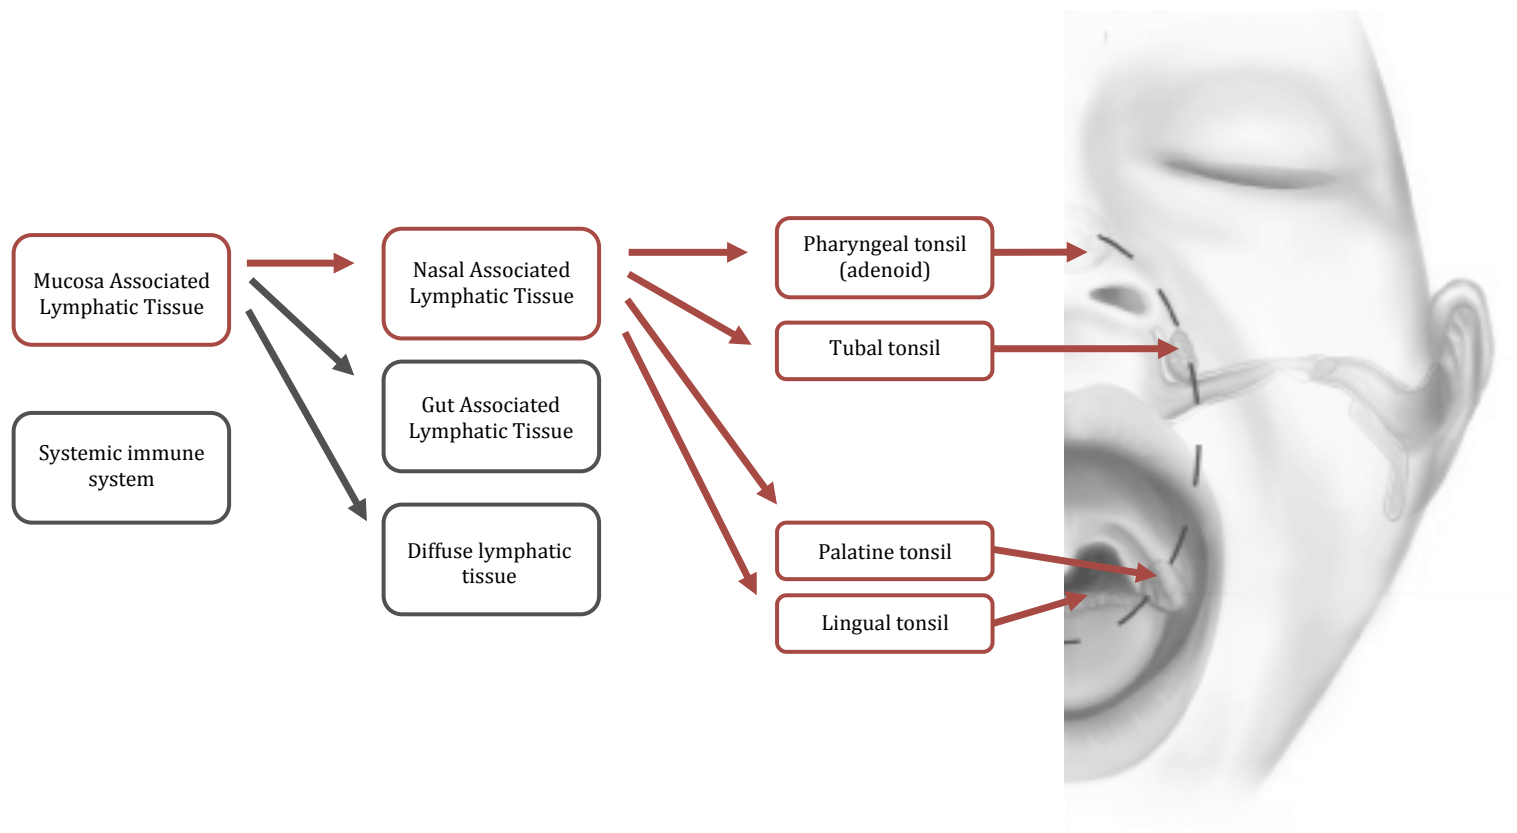 Mucosa Associated
Lymphatic Tissue
Systemic immune
system
Nasal Associated
Lymphatic Tissue
Gut Associated
Lymphatic Tissue
Diffuse lymphatic
tissue
Pharyngeal tonsil
(adenoid)
Tubal tonsil
Palatine tonsil
Lingual tonsil